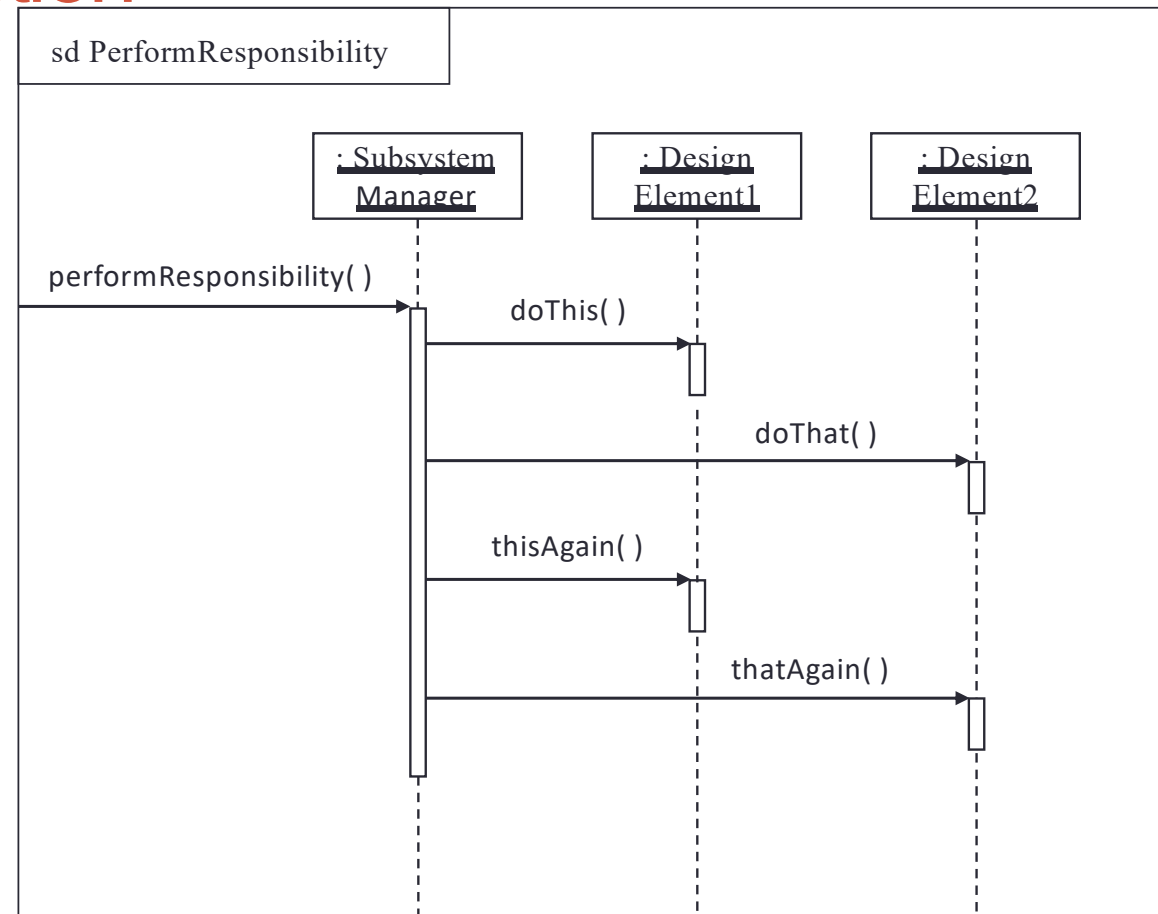 sd PerformResponsibility
: Subsystem
Manager
: Design
Element1
: Design
Element2
performResponsibility( )
doThis( )
doThat( )
thisAgain( )
thatAgain( )